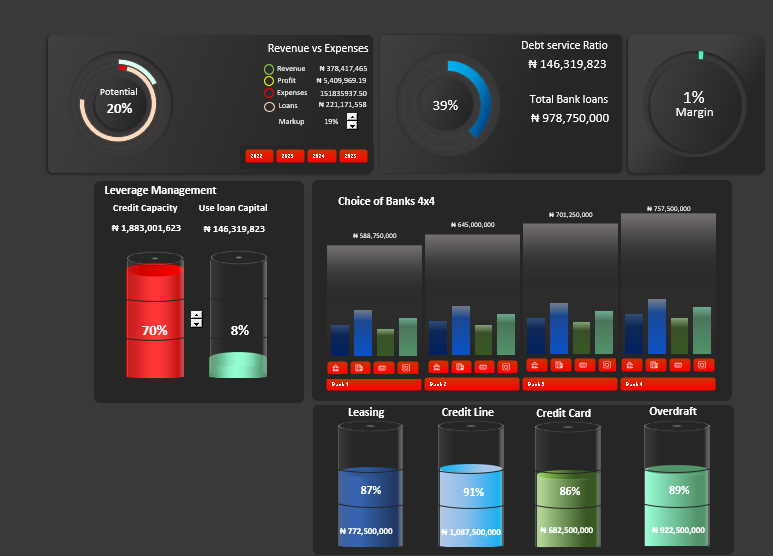 Revenue vs Expenses
Potential
20%
Revenue ₦ 378,417,465
Profit ₦ 5,409,969.19
Expenses 151835937.50
Loans ₦ 221,171,558
Markup 19%
2022 2023 2024 2025
39%
Debt service Ratio
₦ 146,319,823
Total Bank loans
₦ 978,750,000
1%
Margin
Leverage Management
Credit Capacity Use loan Capital
₦ 1,883,001,623 ₦ 146,319,823
70% 8%
Choice of Banks 4x4
₦ 588,750,000 ₦ 645,000,000 ₦ 701,250,000 ₦ 757,500,000
Bank 1 Bank 2 Bank 3 Bank 4
Leasing Credit Line Credit Card Overdraft
87% 91% 86% 89%
₦ 772,500,000 ₦ 1,087,500,000 ₦ 682,500,000 ₦ 922,500,000